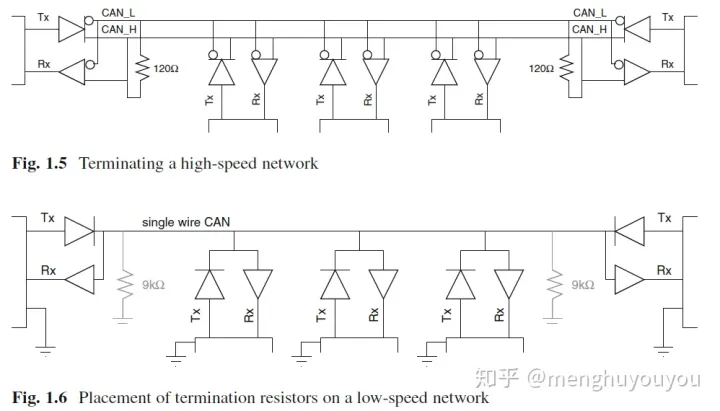 Tx
CAN_L
CAN_L
Tx
CAN_H
CAN_H
Rx
120Ω
120Ω
Rx
Tx
Rx
Tx
Rx
Tx
Rx
Fig. 1.5 Terminating a high-speed network
Tx
single wire CAN
Tx
Rx
9kΩ
9kΩ
Rx
Tx
Rx
Tx
Rx
Tx
Rx
知乎 @menghuyouyou
Fig. 1.6 Placement of termination resistors on a low-speed network